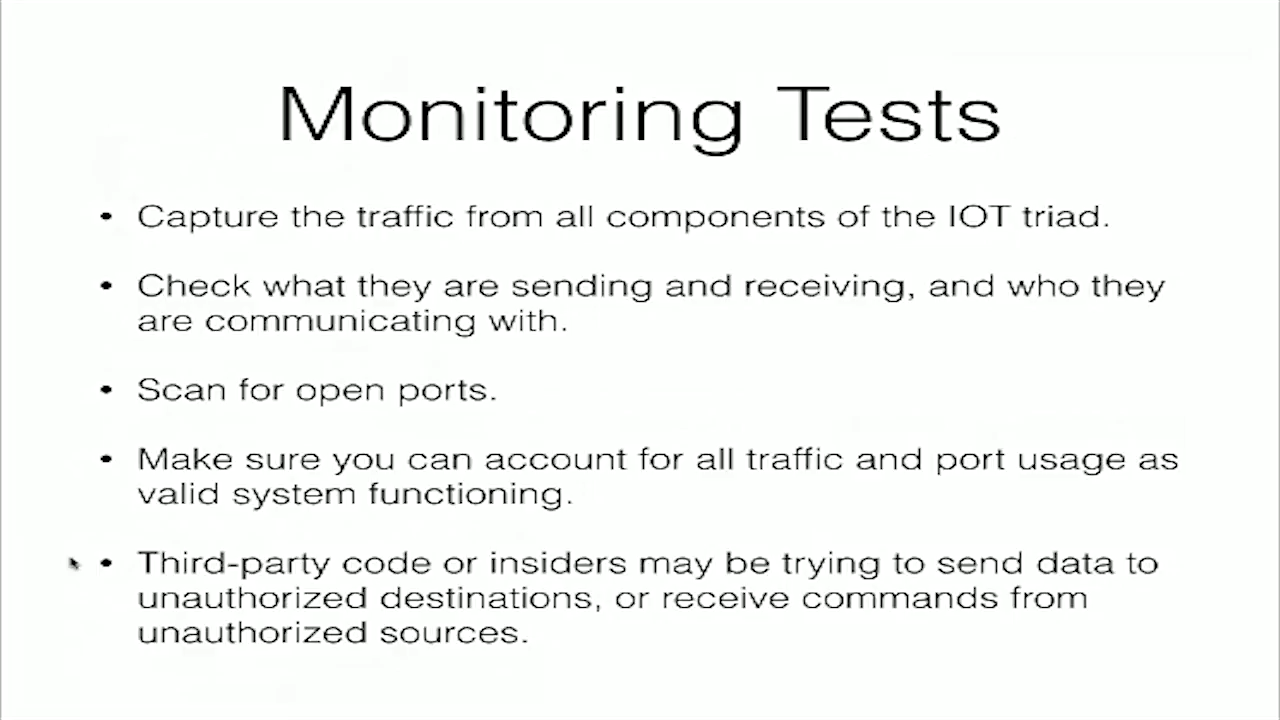 Monitoring Tests
• Capture the traffic from all components of the IOT triad.
• Check what they are sending and receiving, and who they
are communicating with.
• Scan for open ports.
• Make sure you can account for all traffic and port usage as
valid system functioning.
• Third-party code or insiders may be trying to send data to
unauthorized destinations, or receive commands from
unauthorized sources.